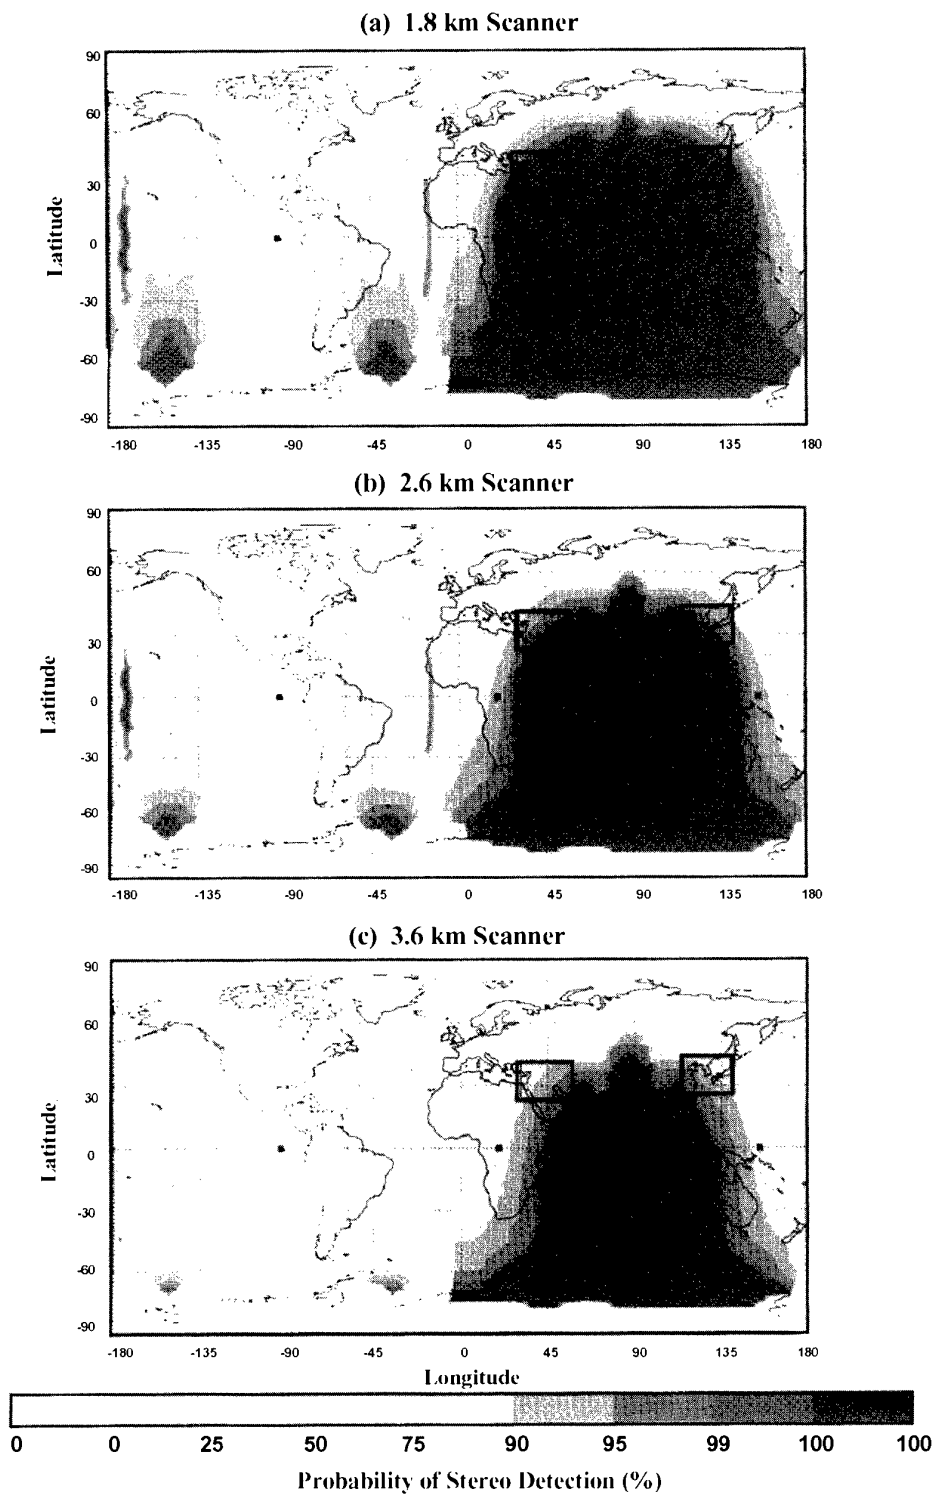 (a) 1.8 km Scanner
90
60
30
0
-30
-60
-90
Latitude
-180 -135 -90 -45 0 45 90 135 180
(b) 2.6 km Scanner
90
60
30
0
-30
-60
-90
Latitude
-180 -135 -90 -45 0 45 90 135 180
(c) 3.6 km Scanner
90
60
30
0
-30
-60
-90
Latitude
-180 -135 -90 -45 0 45 90 135 180
Longitude
0 0 25 50 75 90 95 99 100 100
Probability of Stereo Detection (%)